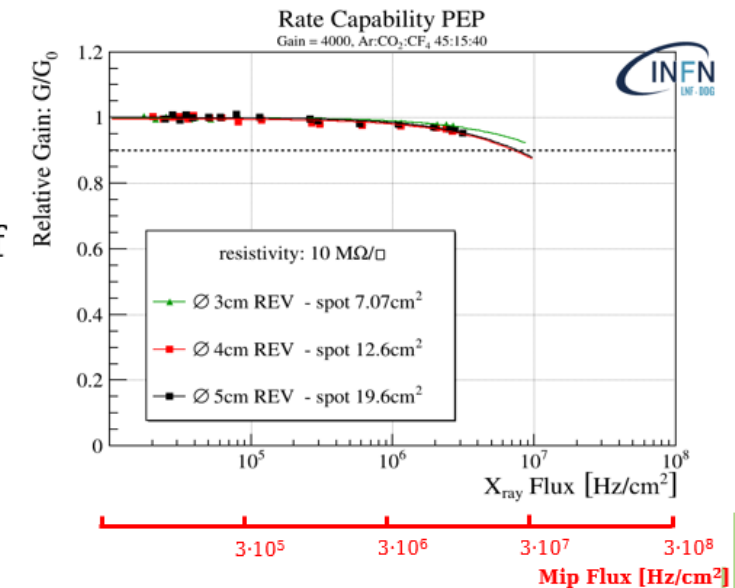 Rate Capability PEP
Gain = 4000, Ar:CO₂:CF₄ 45:15:40
INFN
LNF-DDG
Relative Gain: G/G₀
1.2
1
0.8
0.6
0.4
0.2
0
resistivity: 10 MΩ/□
∅ 3cm REV - spot 7.07cm²
∅ 4cm REV - spot 12.6cm²
∅ 5cm REV - spot 19.6cm²
10⁵ 10⁶ 10⁷ 10⁸
Xray Flux [Hz/cm²]
3·10⁵ 3·10⁶ 3·10⁷ 3·10⁸
Mip Flux [Hz/cm²]